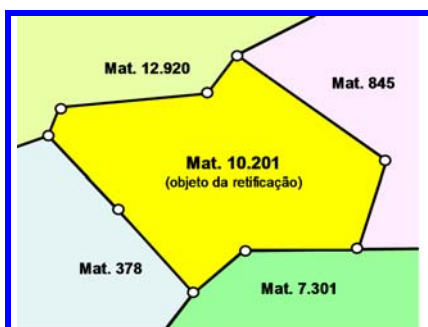 Mat. 12.920
Mat. 845
Mat. 10.201
(objeto da retificação)
Mat. 378
Mat. 7.301